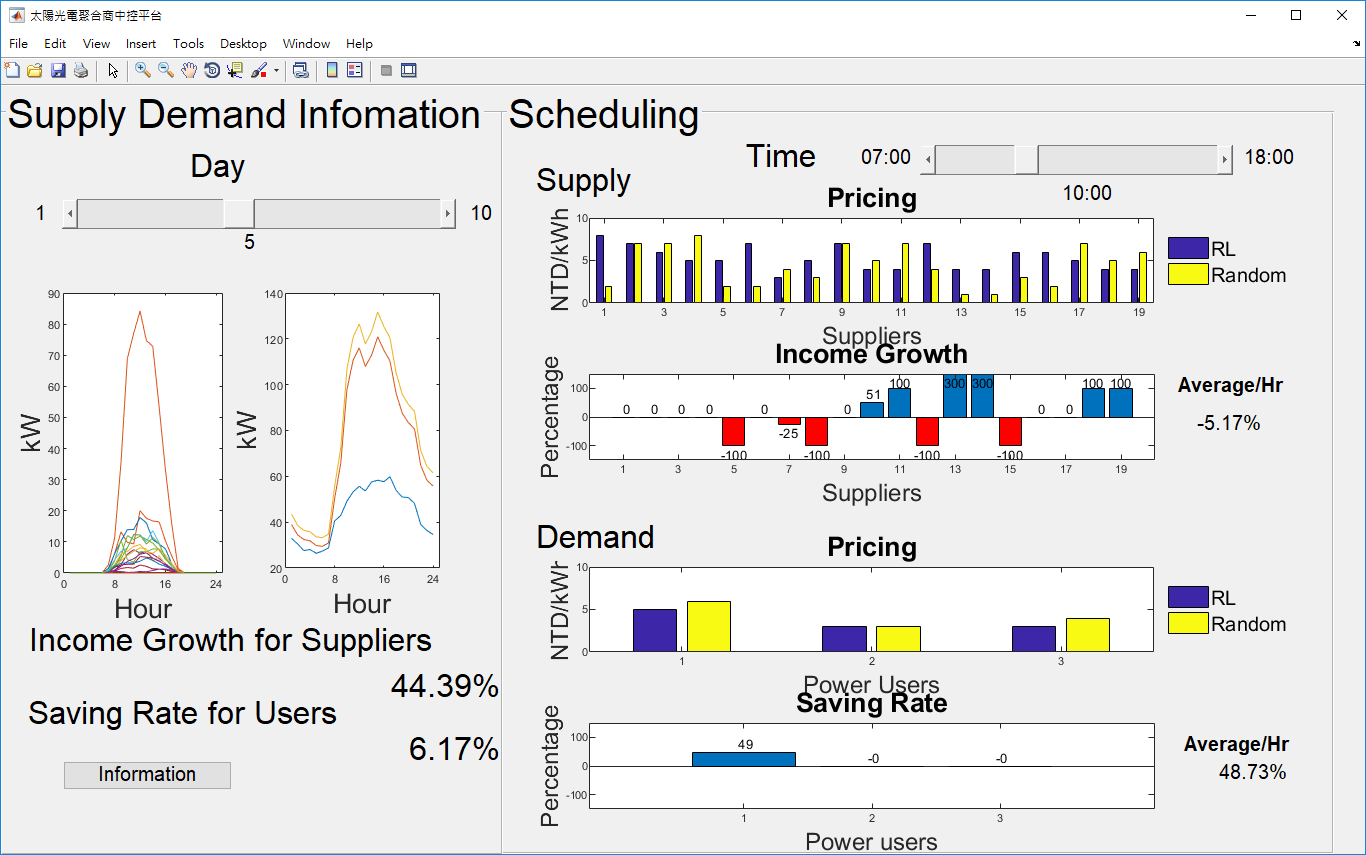 太陽光電聚合商中控平台
File Edit View Insert Tools Desktop Window Help
Supply Demand Infomation
Day
1 10
5
90
80
70
60
50
40
30
20
10
0
0 8 16 24
kW
Hour
140
120
100
80
60
40
20
0 8 16 24
kW
Hour
Income Growth for Suppliers
44.39%
Saving Rate for Users
6.17%
Information
Scheduling
Time 07:00 18:00
10:00
Supply
Pricing
NTD/kWh
10
5
0
1 3 5 7 9 11 13 15 17 19
Suppliers
RL
Random
Income Growth
Percentage
100
0
-100
0 0 0 0 -100 0 -25 -100 0 51 100 -100 300 300 -100 0 0 100 100
1 3 5 7 9 11 13 15 17 19
Suppliers
Average/Hr
-5.17%
Demand
Pricing
NTD/kWh
10
5
0
1 2 3
Power Users
RL
Random
Saving Rate
Percentage
100
0
-100
49 -0 -0
1 2 3
Power users
Average/Hr
48.73%